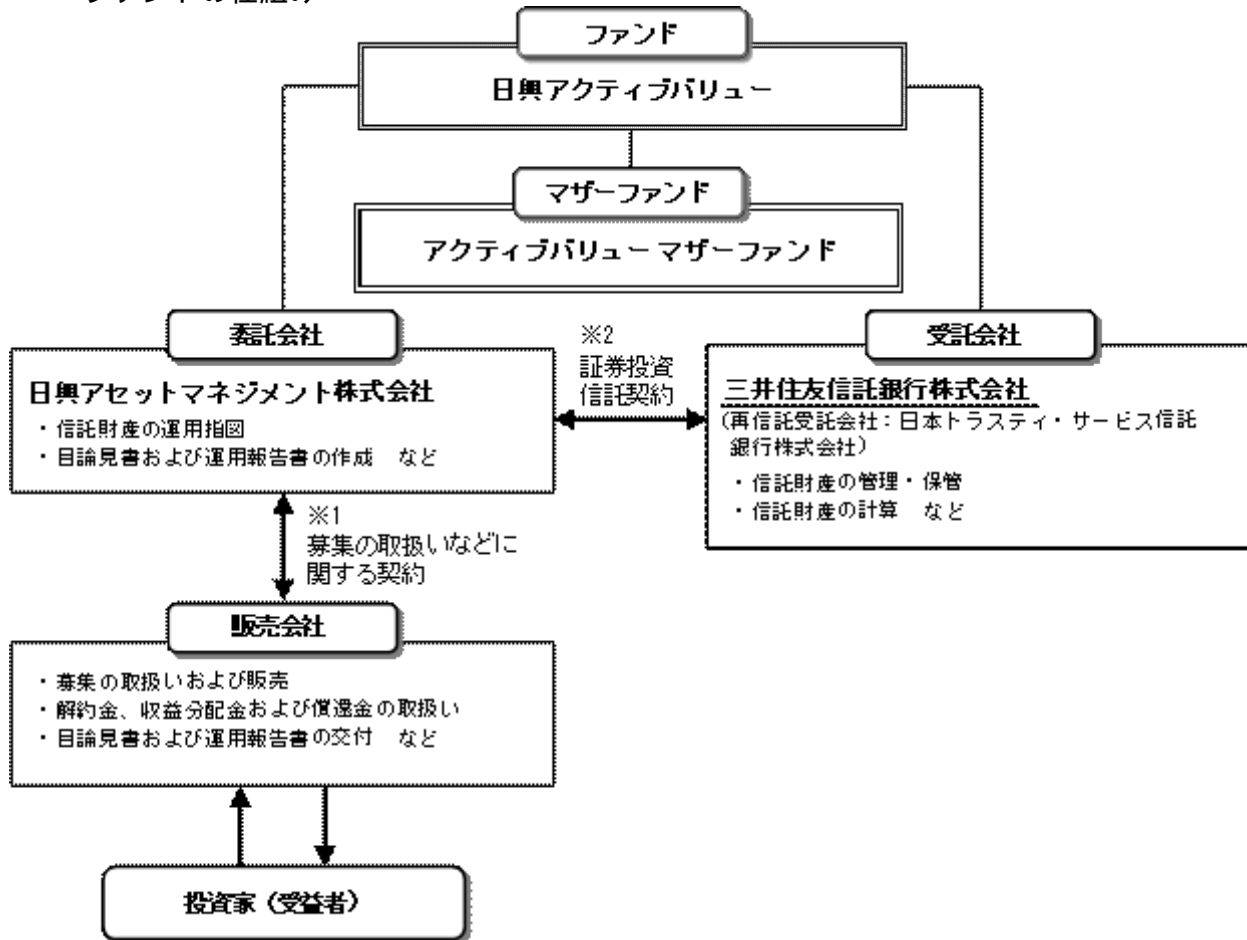 ファンドの仕組み
ファンド
日興アクティブバリュー
マザーファンド
アクティブバリュー マザーファンド
委託会社
日興アセットマネジメント株式会社
・信託財産の運用指図
・目論見書および運用報告書の作成 など
※2
証券投資
信託契約
受託会社
三井住友信託銀行株式会社
(再信託受託会社：日本トラスティ・サービス信託
銀行株式会社)
・信託財産の管理・保管
・信託財産の計算 など
※1
募集の取扱いなどに
関する契約
販売会社
・募集の取扱いおよび販売
・解約金、収益分配金および償還金の取扱い
・目論見書および運用報告書の交付 など
投資家（受益者）